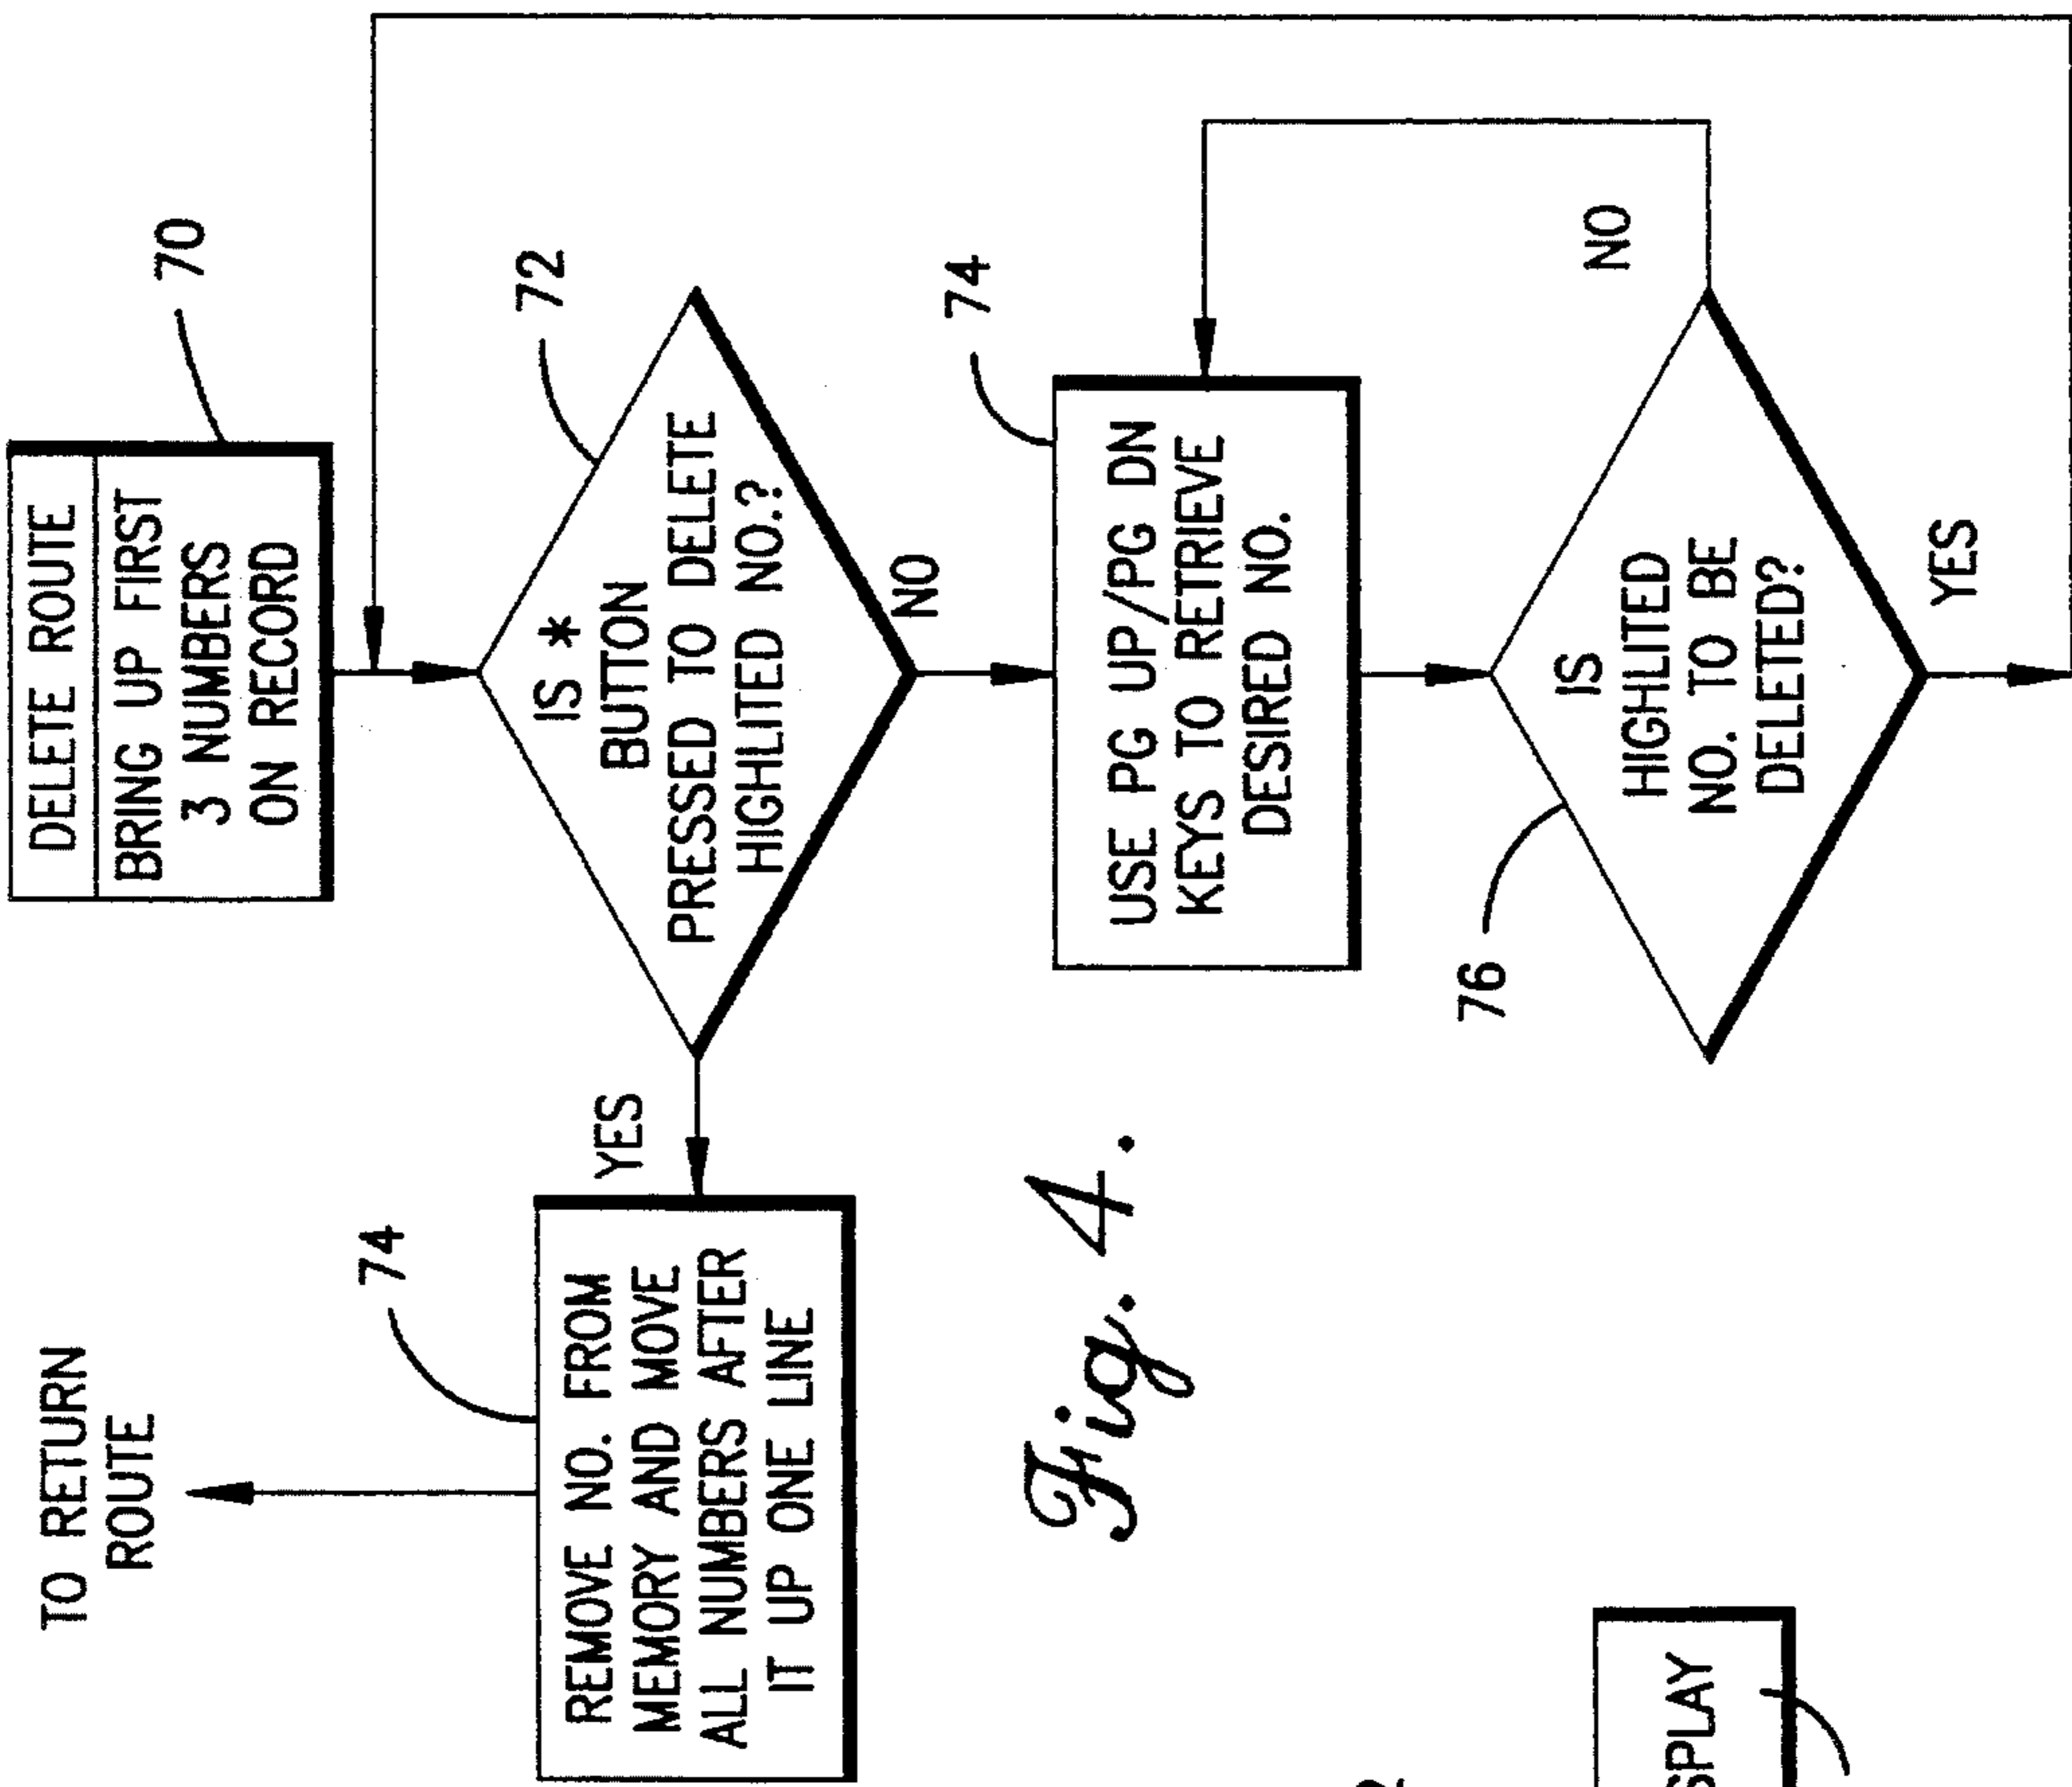 DELETE ROUTE
BRING UP FIRST
3 NUMBERS
ON RECORD
70
IS *
BUTTON
PRESSED TO DELETE
HIGHLITED NO.?
72
YES
NO
TO RETURN
ROUTE
REMOVE NO. FROM
MEMORY AND MOVE
ALL NUMBERS AFTER
IT UP ONE LINE
74
USE PG UP/PG DN
KEYS TO RETRIEVE
DESIRED NO.
74
IS
HIGHLITED
NO. TO BE
DELETED?
76
NO
YES
Fig. 4.